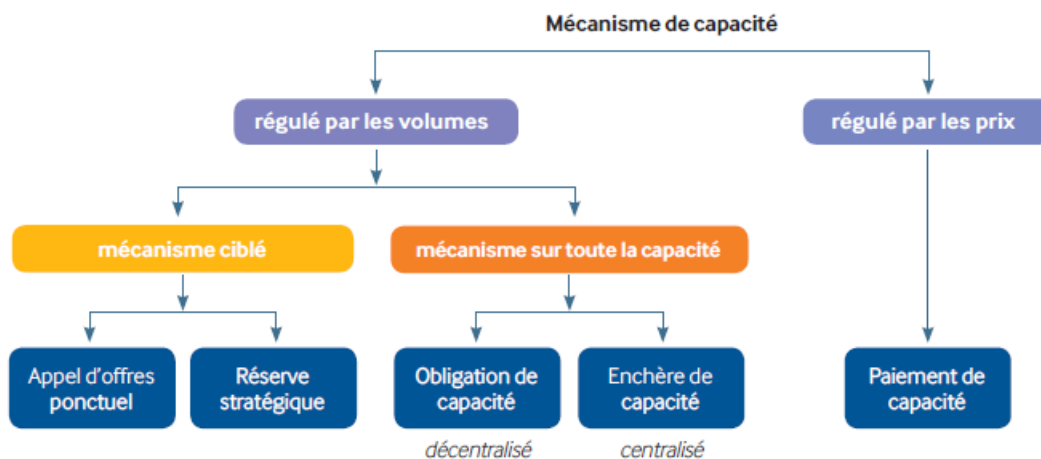 Mécanisme de capacité
régulé par les volumes
régulé par les prix
mécanisme ciblé
mécanisme sur toute la capacité
Appel d'offres
ponctuel
Réserve
stratégique
Obligation de
capacité
Enchère de
capacité
Paiement de
capacité
décentralisé
centralisé